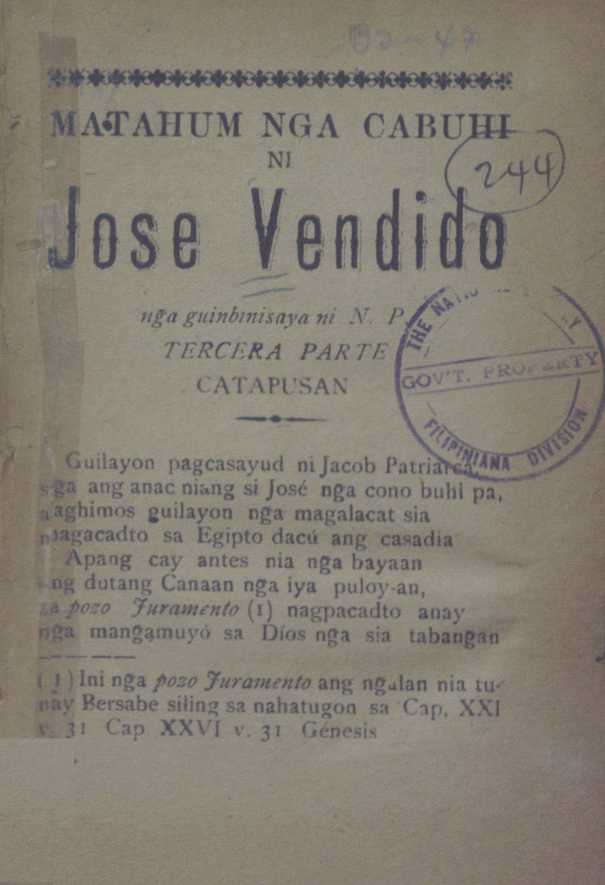 MATAHUM NGA CABUHI
NI
244
Jose Vendido
nga guinbinisaya ni N. P.
TERCERA PARTE
CATAPUSAN
THE
GOV'T. PROPERTY
FILIPINIANA DIVISION
Guilayon pagcasayud ni Jacob Patriarca,
nga ang anac niang si José nga cono buhi pa,
naghimos guilayon nga magalacat sia
magacadto sa Egipto dacú ang casadia
Apang cay antes nia nga bayaan
ang dutang Canaan nga iya puloy-an,
sa pozo Juramento (1) nagpacadto anay
nga mangamuyó sa Díos nga sia tabangan
(1) Ini nga pozo Juramento ang ngalan nia tu-
nay Bersabe siling sa nahatugon sa Cap, XXI
v. 31 Cap XXVI v. 31 Génesis